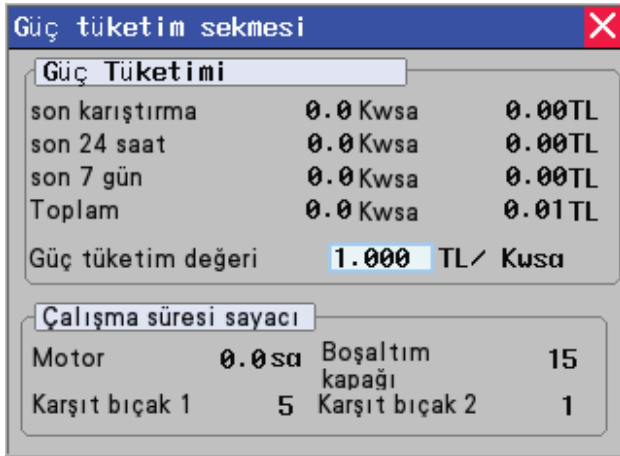 Güç tüketim sekmesi
Güç Tüketimi
son karıştırma 0.0 Kwsa 0.00TL
son 24 saat 0.0 Kwsa 0.00TL
son 7 gün 0.0 Kwsa 0.00TL
Toplam 0.0 Kwsa 0.01TL
Güç tüketim değeri 1.000 TL/ Kwsa
Çalışma süresi sayacı
Motor 0.0sa Boşaltım kapağı 15
Karşıt bıçak 1 5 Karşıt bıçak 2 1